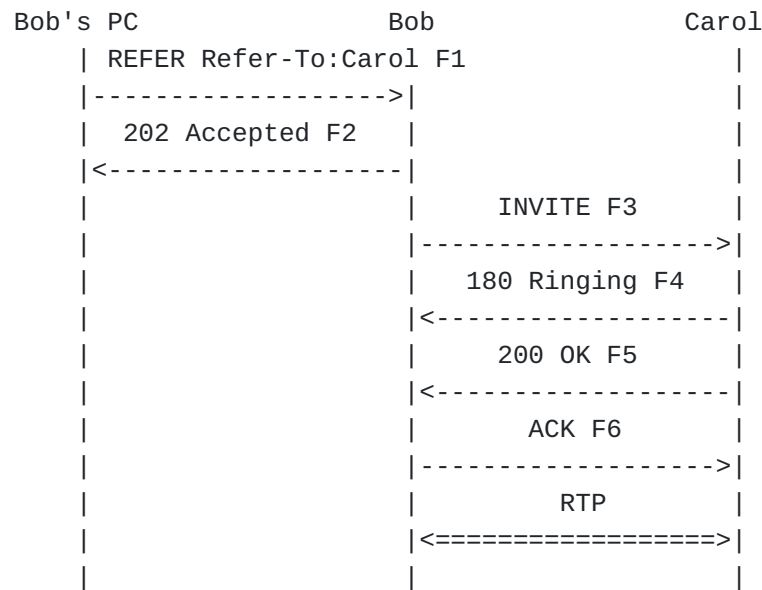 Bob's PC Bob Carol
REFER Refer-To:Carol F1
202 Accepted F2
INVITE F3
180 Ringing F4
200 OK F5
ACK F6
RTP